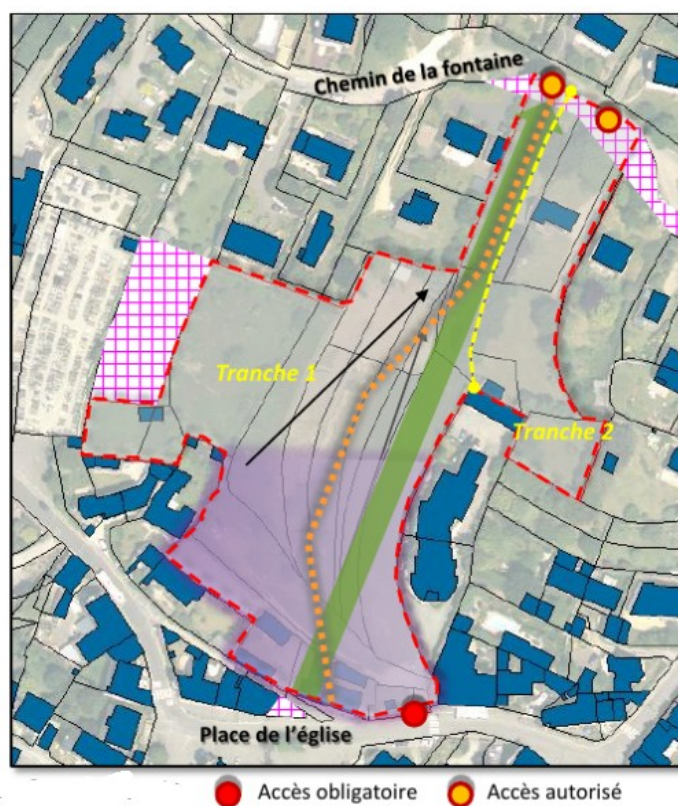 Chemin de la fontaine
Tranche 1
Tranche 2
Place de l'église
Accès obligatoire
Accès autorisé